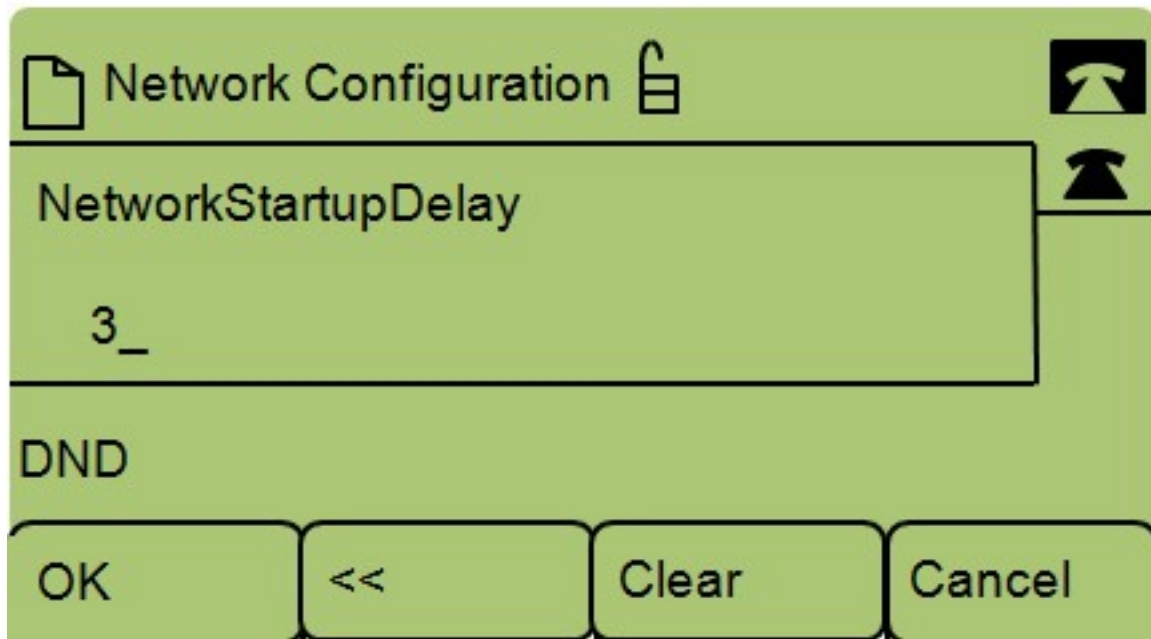 Network Configuration
NetworkStartupDelay
3_
DND
OK << Clear Cancel